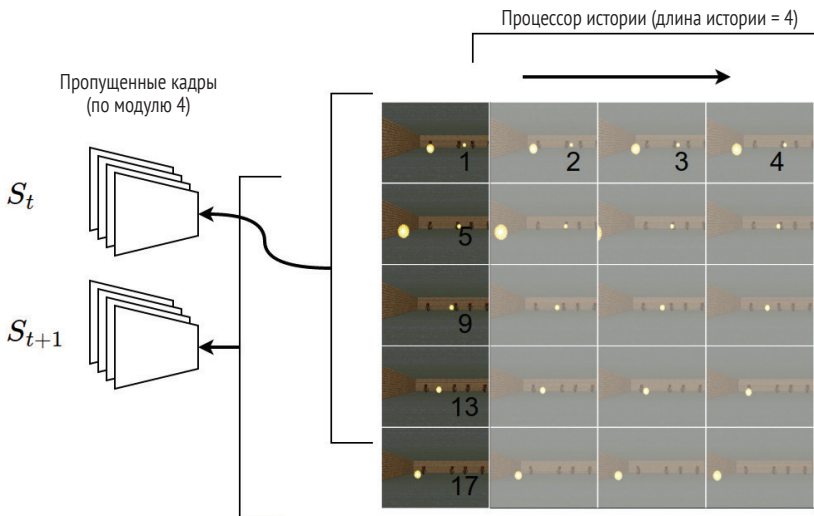 Процессор истории (длина истории = 4)
Пропущенные кадры
(по модулю 4)
S_t
S_{t+1}
1 2 3 4
5
9
13
17